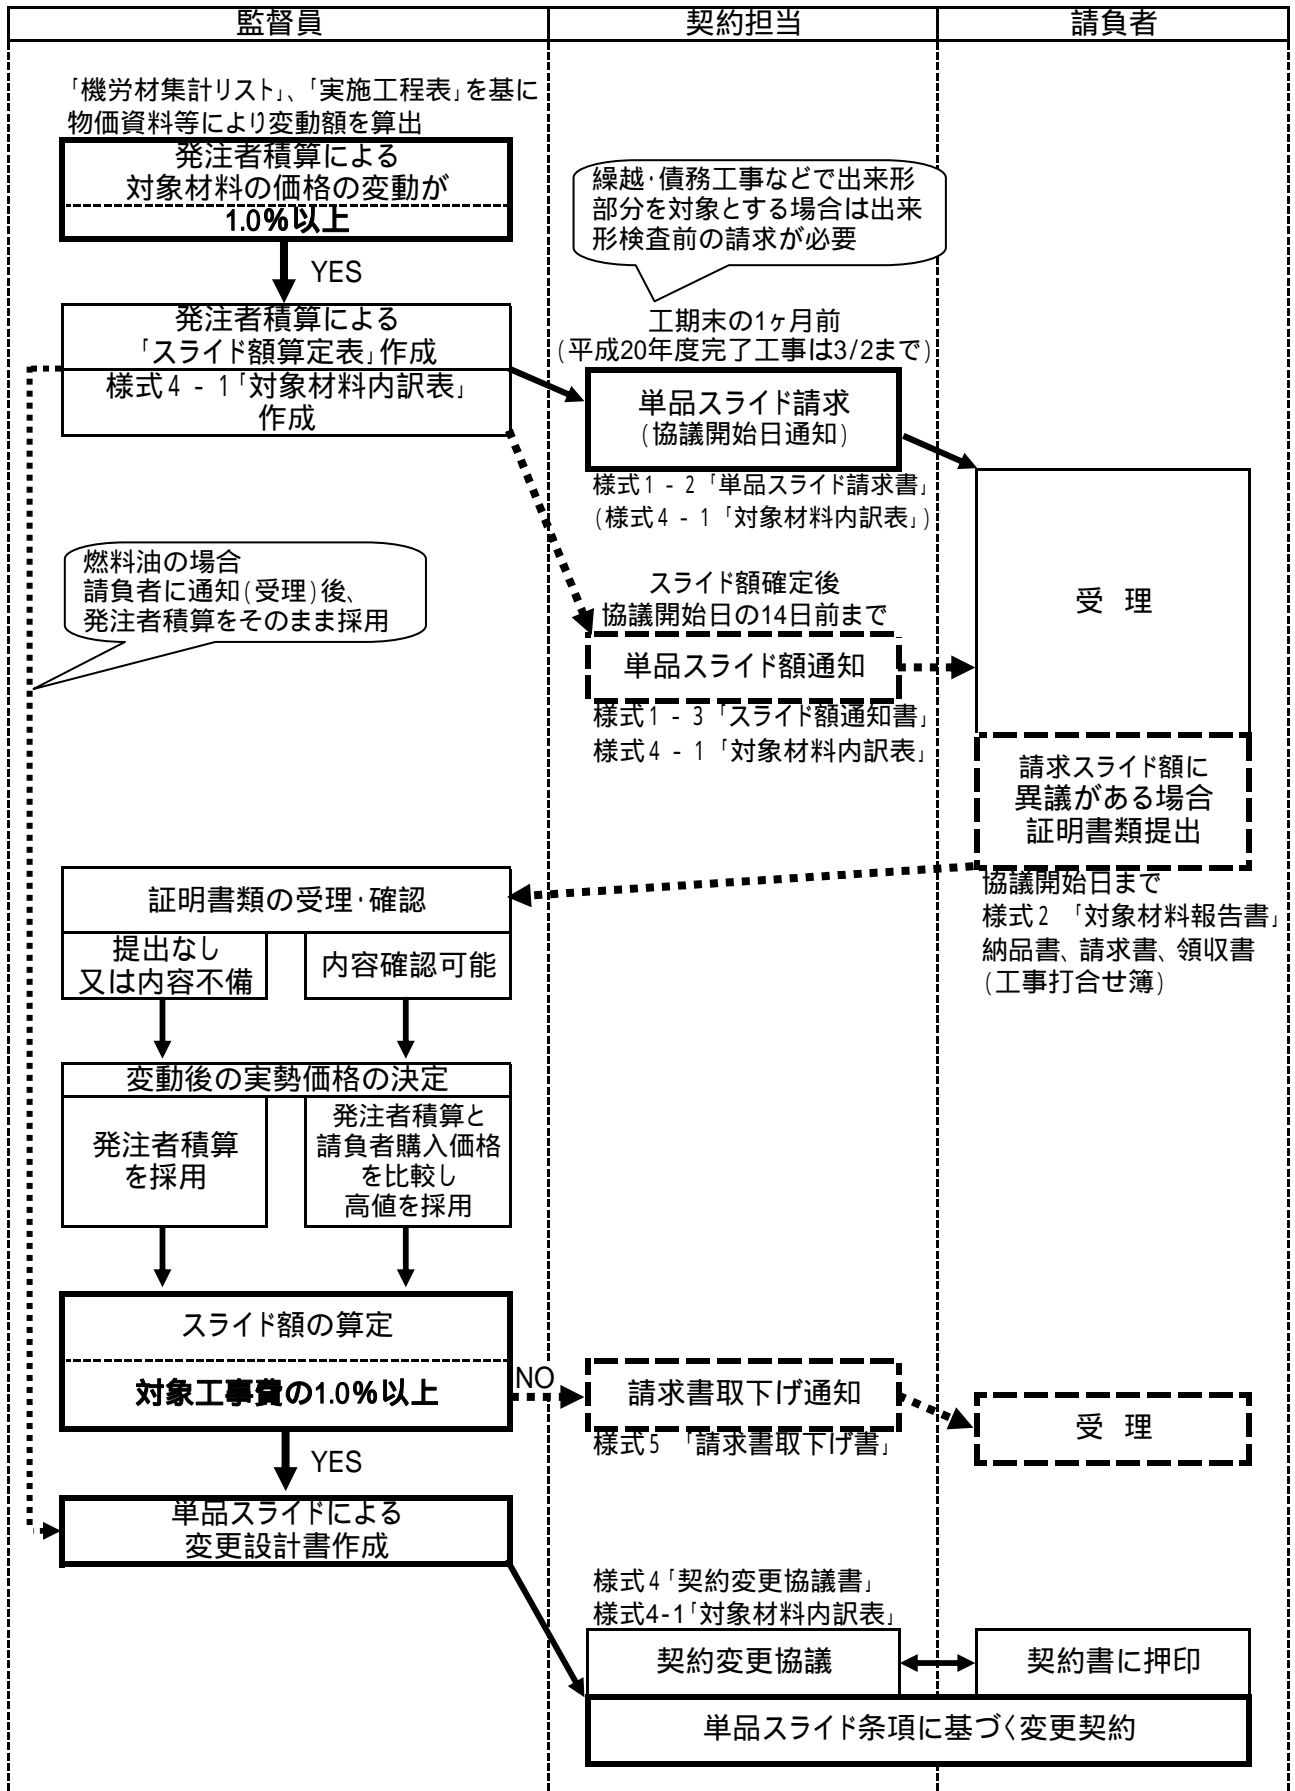 監督員
契約担当
請負者
「機労材集計リスト」、「実施工程表」を基に
物価資料等により変動額を算出
発注者積算による
対象材料の価格の変動が
1.0%以上
YES
繰越・債務工事などで出来形
部分を対象とする場合は出来
形検査前の請求が必要
発注者積算による
「スライド額算定表」作成
様式4-1「対象材料内訳表」
作成
工期末の1ヶ月前
(平成20年度完了工事は3/2まで)
単品スライド請求
(協議開始日通知)
様式1-2「単品スライド請求書」
(様式4-1「対象材料内訳表」)
受 理
燃料油の場合
請負者に通知(受理)後、
発注者積算をそのまま採用
スライド額確定後
協議開始日の14日前まで
単品スライド額通知
様式1-3「スライド額通知書」
様式4-1「対象材料内訳表」
請求スライド額に
異議がある場合
証明書類提出
協議開始日まで
様式2 「対象材料報告書」
納品書、請求書、領収書
(工事打合せ簿)
証明書類の受理・確認
提出なし
又は内容不備
内容確認可能
変動後の実勢価格の決定
発注者積算
を採用
発注者積算と
請負者購入価格
を比較し
高値を採用
スライド額の算定
対象工事費の1.0%以上
NO
請求書取下げ通知
様式5 「請求書取下げ書」
受 理
YES
単品スライドによる
変更設計書作成
様式4「契約変更協議書」
様式4-1「対象材料内訳表」
契約変更協議
契約書に押印
単品スライド条項に基づく変更契約